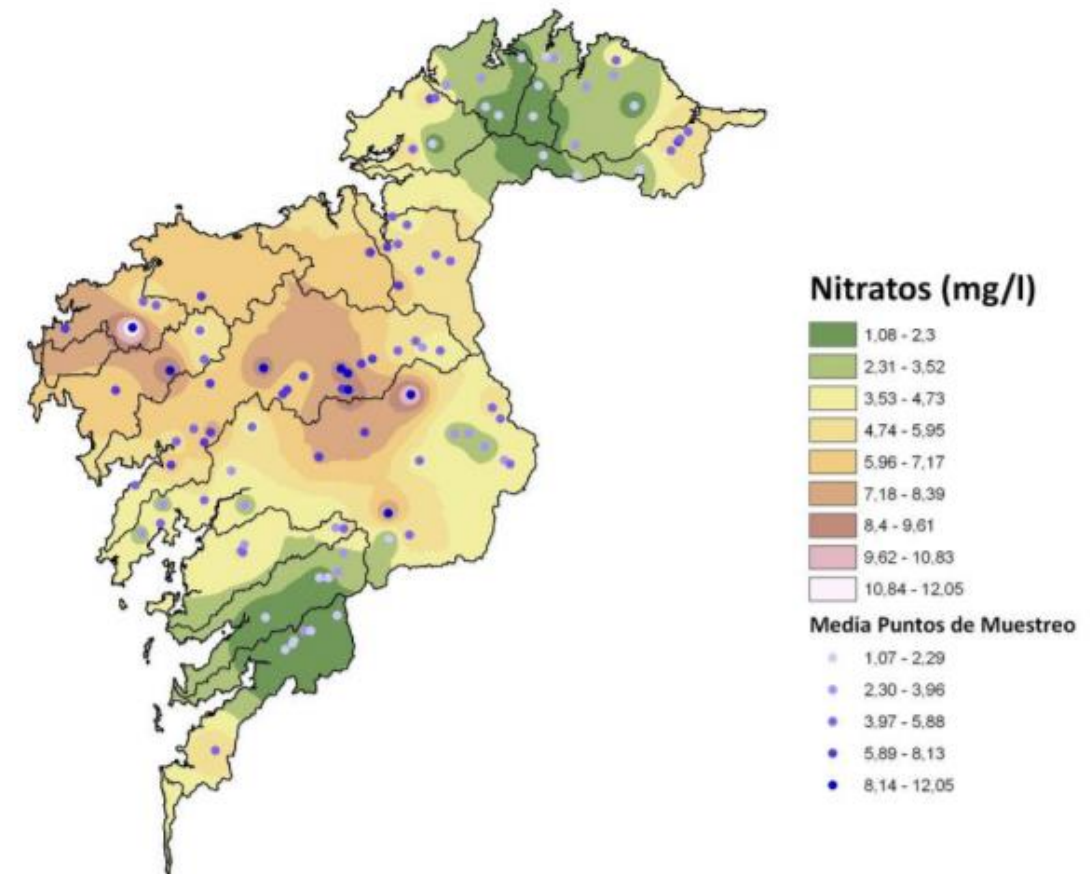 Nitratos (mg/l)
1,08 - 2,3
2,31 - 3,52
3,53 - 4,73
4,74 - 5,95
5,96 - 7,17
7,18 - 8,39
8,4 - 9,61
9,62 - 10,83
10,84 - 12,05
Media Puntos de Muestreo
1,07 - 2,29
2,30 - 3,96
3,97 - 5,88
5,89 - 8,13
8,14 - 12,05